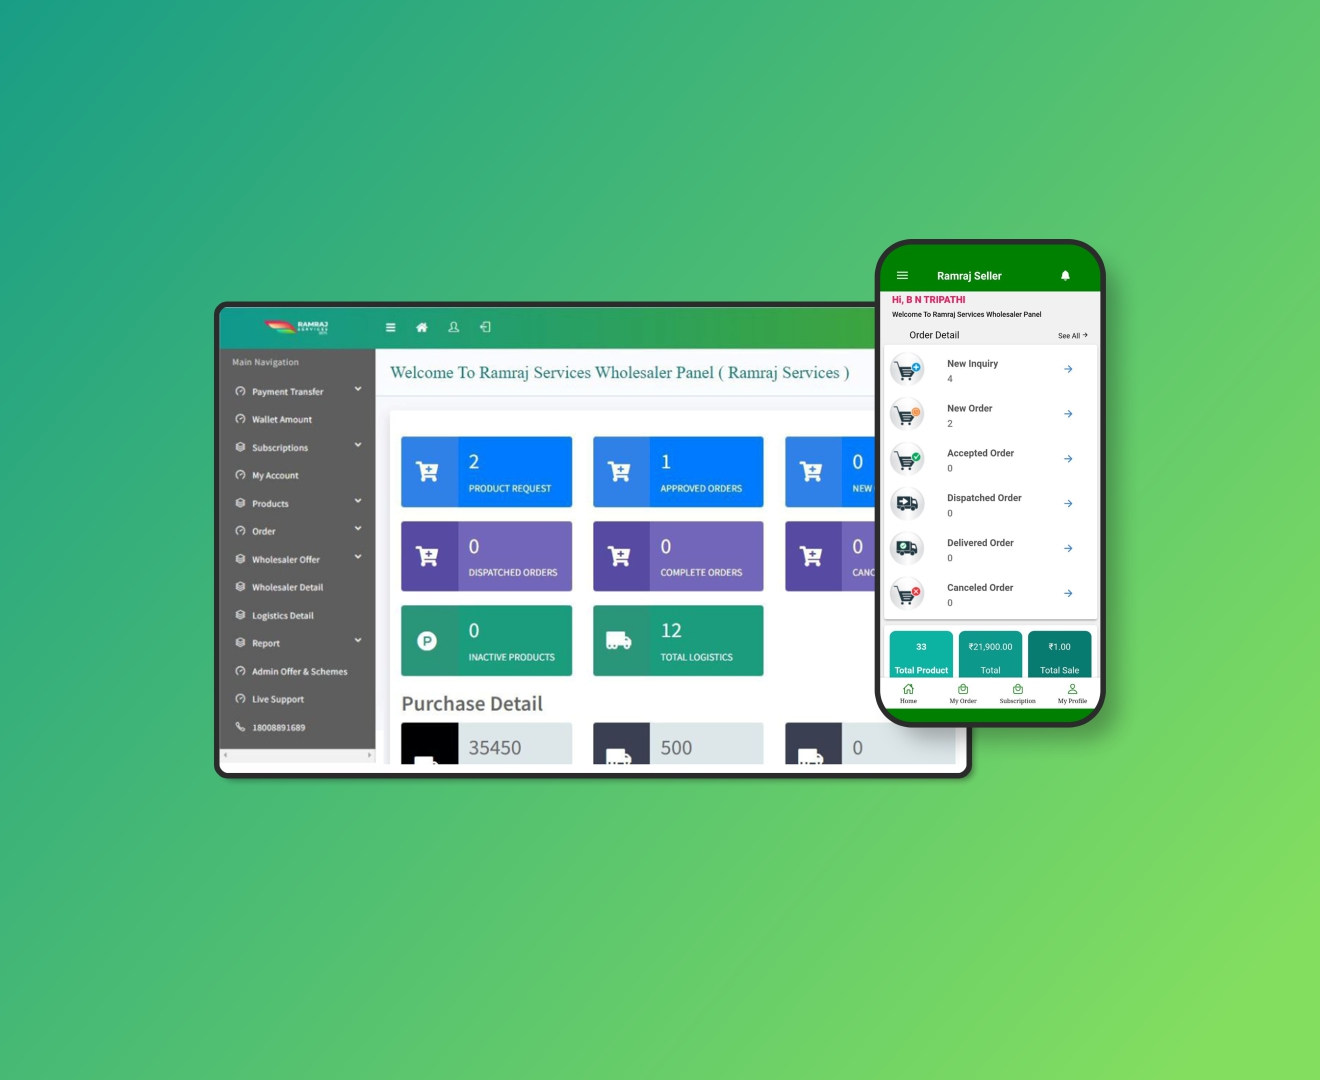 RAMRAJ
SERVICES
Main Navigation
Payment Transfer
Wallet Amount
Subscriptions
My Account
Products
Order
Wholesaler Offer
Wholesaler Detail
Logistics Detail
Report
Admin Offer & Schemes
Live Support
18008891689
Welcome To Ramraj Services Wholesaler Panel ( Ramraj Services )
2
PRODUCT REQUEST
1
APPROVED ORDERS
0
NEW
0
DISPATCHED ORDERS
0
COMPLETE ORDERS
0
CANC
0
INACTIVE PRODUCTS
12
TOTAL LOGISTICS
Purchase Detail
35450
500
0
Ramraj Seller
Hi, B N TRIPATHI
Welcome To Ramraj Services Wholesaler Panel
Order Detail
See All
New Inquiry
4
New Order
2
Accepted Order
0
Dispatched Order
0
Delivered Order
0
Canceled Order
0
33
Total Product
₹21,900.00
Total
₹1.00
Total Sale
Home
My Order
Subscription
My Profile